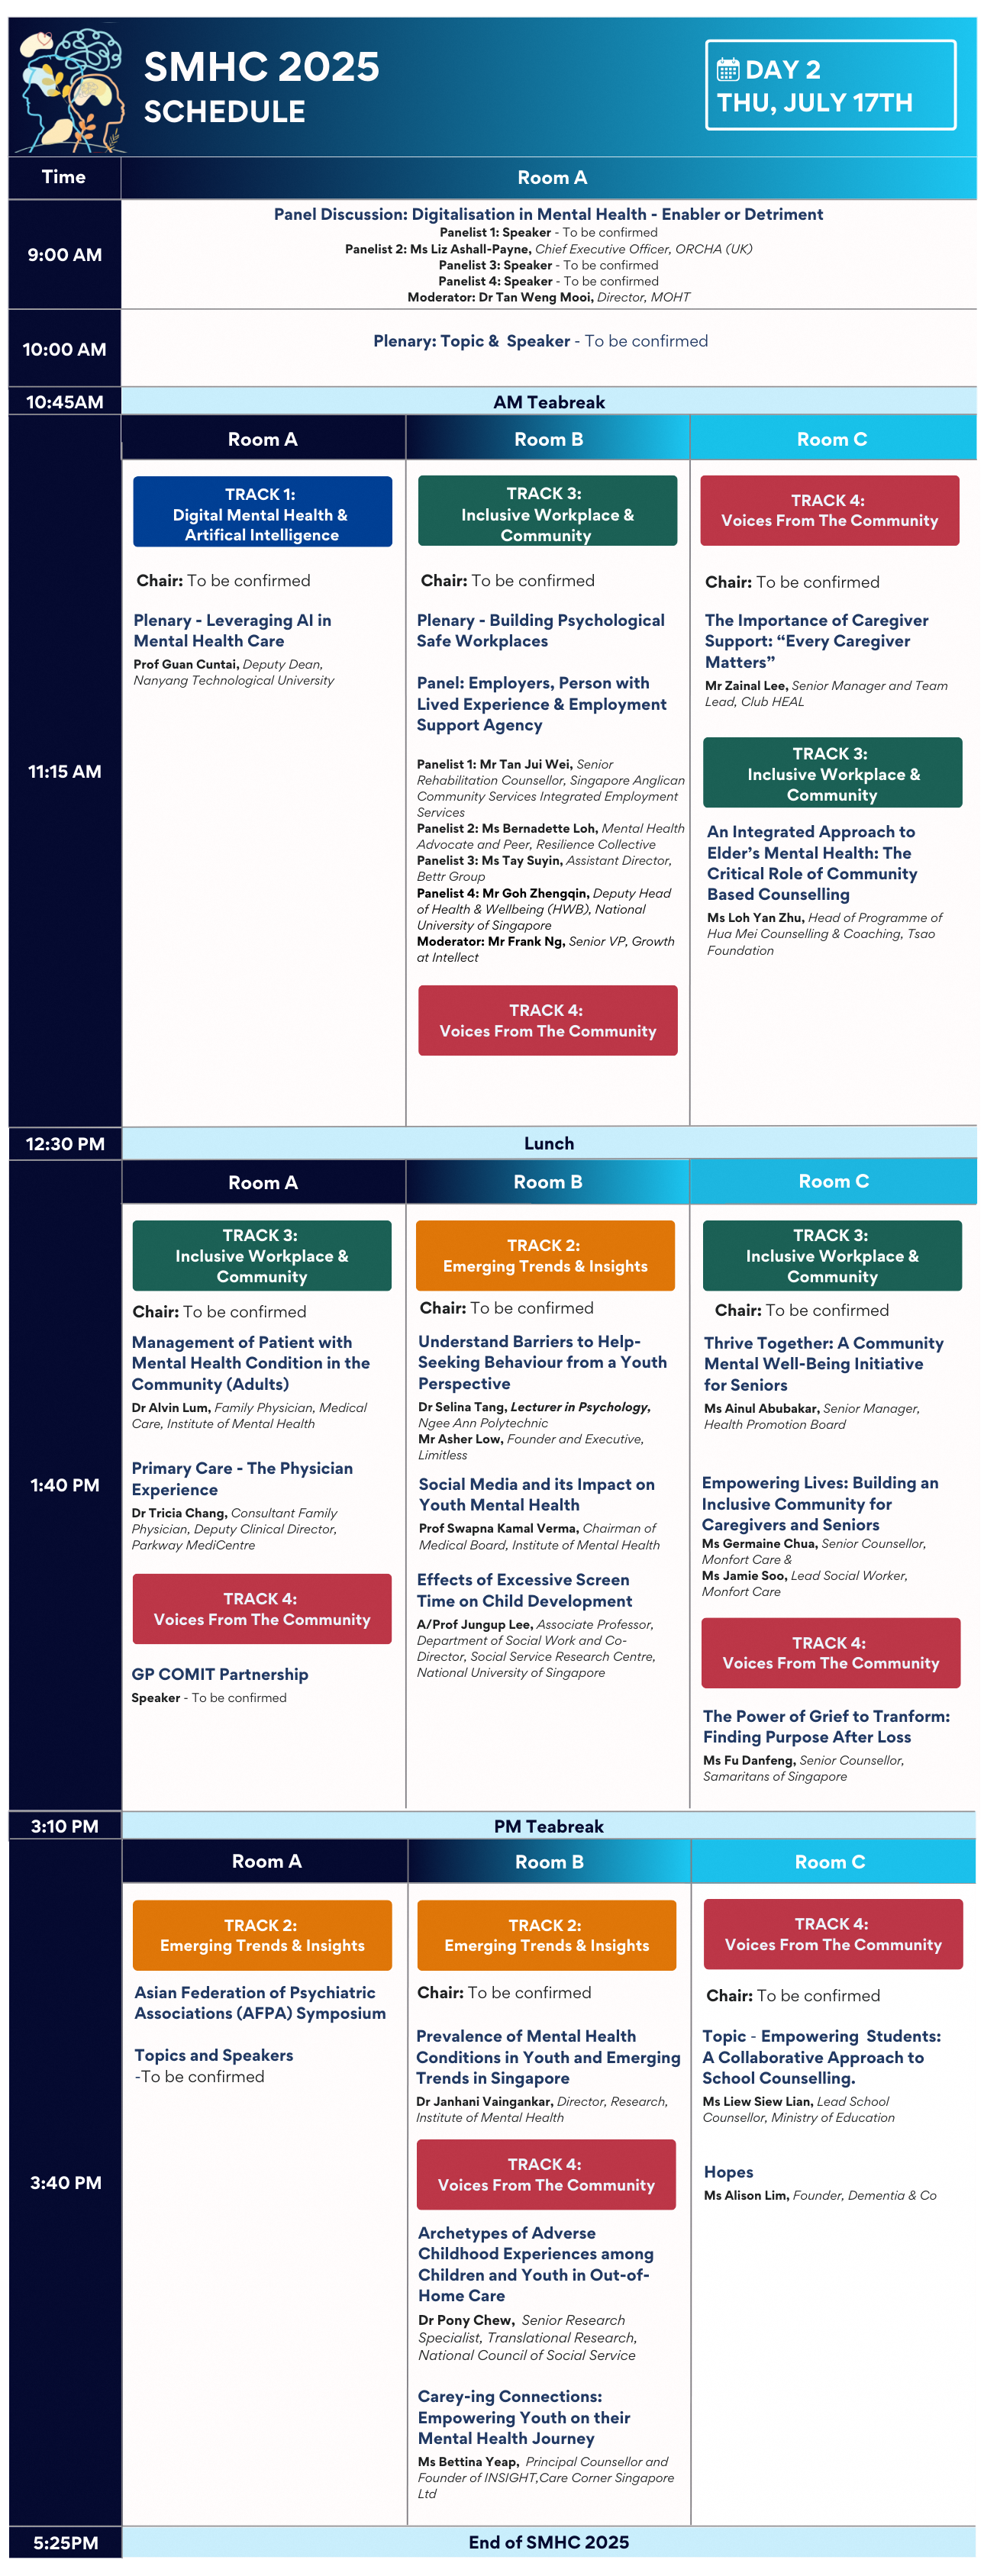 SMHC 2025
SCHEDULE
DAY 2
THU, JULY 17TH
Time
Room A
9:00 AM
Panel Discussion: Digitalisation in Mental Health - Enabler or Detriment
Panelist 1: Speaker - To be confirmed
Panelist 2: Ms Liz Ashall-Payne, Chief Executive Officer, ORCHA (UK)
Panelist 3: Speaker - To be confirmed
Panelist 4: Speaker - To be confirmed
Moderator: Dr Tan Weng Mooi, Director, MOHT
10:00 AM
Plenary: Topic & Speaker - To be confirmed
10:45AM
AM Teabreak
11:15 AM
Room A
TRACK 1:
Digital Mental Health &
Artifical Intelligence
Chair: To be confirmed
Plenary - Leveraging AI in
Mental Health Care
Prof Guan Cuntai, Deputy Dean,
Nanyang Technological University
Room B
TRACK 3:
Inclusive Workplace &
Community
Chair: To be confirmed
Plenary - Building Psychological
Safe Workplaces
Panel: Employers, Person with
Lived Experience & Employment
Support Agency
Panelist 1: Mr Tan Jui Wei, Senior
Rehabilitation Counsellor, Singapore Anglican
Community Services Integrated Employment
Services
Panelist 2: Ms Bernadette Loh, Mental Health
Advocate and Peer, Resilience Collective
Panelist 3: Ms Tay Suyin, Assistant Director,
Bettr Group
Panelist 4: Mr Goh Zhengqin, Deputy Head
of Health & Wellbeing (HWB), National
University of Singapore
Moderator: Mr Frank Ng, Senior VP, Growth
at Intellect
TRACK 4:
Voices From The Community
Room C
TRACK 4:
Voices From The Community
Chair: To be confirmed
The Importance of Caregiver
Support: “Every Caregiver
Matters”
Mr Zainal Lee, Senior Manager and Team
Lead, Club HEAL
TRACK 3:
Inclusive Workplace &
Community
An Integrated Approach to
Elder’s Mental Health: The
Critical Role of Community
Based Counselling
Ms Loh Yan Zhu, Head of Programme of
Hua Mei Counselling & Coaching, Tsao
Foundation
12:30 PM
Lunch
1:40 PM
Room A
TRACK 3:
Inclusive Workplace &
Community
Chair: To be confirmed
Management of Patient with
Mental Health Condition in the
Community (Adults)
Dr Alvin Lum, Family Physician, Medical
Care, Institute of Mental Health
Primary Care - The Physician
Experience
Dr Tricia Chang, Consultant Family
Physician, Deputy Clinical Director,
Parkway MediCentre
TRACK 4:
Voices From The Community
GP COMIT Partnership
Speaker - To be confirmed
Room B
TRACK 2:
Emerging Trends & Insights
Chair: To be confirmed
Understand Barriers to Help-
Seeking Behaviour from a Youth
Perspective
Dr Selina Tang, Lecturer in Psychology,
Ngee Ann Polytechnic
Mr Asher Low, Founder and Executive,
Limitless
Social Media and its Impact on
Youth Mental Health
Prof Swapna Kamal Verma, Chairman of
Medical Board, Institute of Mental Health
Effects of Excessive Screen
Time on Child Development
A/Prof Jungup Lee, Associate Professor,
Department of Social Work and Co-
Director, Social Service Research Centre,
National University of Singapore
Room C
TRACK 3:
Inclusive Workplace &
Community
Chair: To be confirmed
Thrive Together: A Community
Mental Well-Being Initiative
for Seniors
Ms Ainul Abubakar, Senior Manager,
Health Promotion Board
Empowering Lives: Building an
Inclusive Community for
Caregivers and Seniors
Ms Germaine Chua, Senior Counsellor,
Monfort Care &
Ms Jamie Soo, Lead Social Worker,
Monfort Care
TRACK 4:
Voices From The Community
The Power of Grief to Tranform:
Finding Purpose After Loss
Ms Fu Danfeng, Senior Counsellor,
Samaritans of Singapore
3:10 PM
PM Teabreak
3:40 PM
Room A
TRACK 2:
Emerging Trends & Insights
Asian Federation of Psychiatric
Associations (AFPA) Symposium
Topics and Speakers
-To be confirmed
Room B
TRACK 2:
Emerging Trends & Insights
Chair: To be confirmed
Prevalence of Mental Health
Conditions in Youth and Emerging
Trends in Singapore
Dr Janhani Vaingankar, Director, Research,
Institute of Mental Health
TRACK 4:
Voices From The Community
Archetypes of Adverse
Childhood Experiences among
Children and Youth in Out-of-
Home Care
Dr Pony Chew, Senior Research
Specialist, Translational Research,
National Council of Social Service
Carey-ing Connections:
Empowering Youth on their
Mental Health Journey
Ms Bettina Yeap, Principal Counsellor and
Founder of INSIGHT,Care Corner Singapore
Ltd
Room C
TRACK 4:
Voices From The Community
Chair: To be confirmed
Topic - Empowering Students:
A Collaborative Approach to
School Counselling.
Ms Liew Siew Lian, Lead School
Counsellor, Ministry of Education
Hopes
Ms Alison Lim, Founder, Dementia & Co
5:25PM
End of SMHC 2025